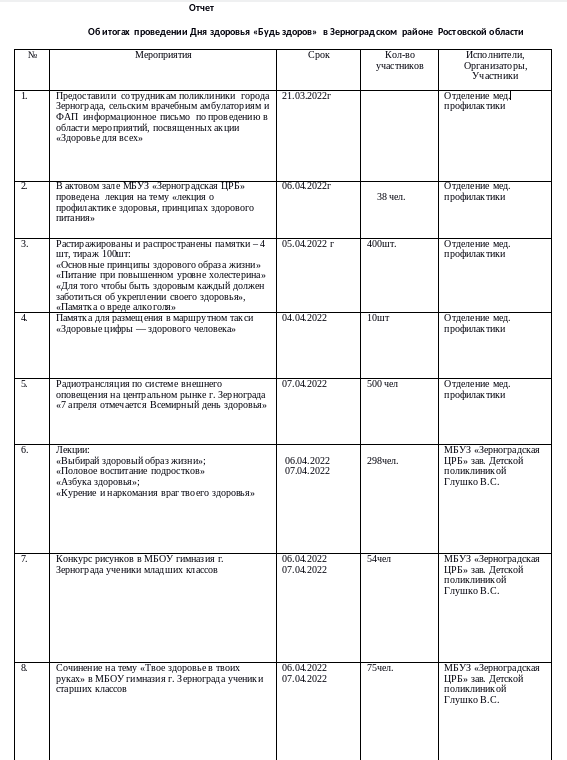 Отчет
Об итогах проведении Дня здоровья «Будь здоров» в Зерноградском районе Ростовской области
№ Мероприятия Срок Кол-во участников Исполнители, Организаторы, Участники
1. Предоставили сотрудникам поликлиники города 21.03.2022г Отделение мед.
Зернограда, сельским врачебным амбулаториям и профилактики
ФАП информационное письмо по проведению в
области мероприятий, посвященных акции
«Здоровье для всех»
2. В актовом зале МБУЗ «Зерноградская ЦРБ» 06.04.2022г Отделение мед.
проведена лекция на тему «лекция о 38 чел. профилактики
профилактике здоровья, принципах здорового
питания»
3. Растиражированы и распространены памятки – 4 05.04.2022 г 400шт. Отделение мед.
шт, тираж 100шт: профилактики
«Основные принципы здорового образа жизни»
«Питание при повышенном уровне холестерина»
«Для того чтобы быть здоровым каждый должен
заботиться об укреплении своего здоровья»,
«Памятка о вреде алкоголя»
4. Памятка для размещения в маршрутном такси 04.04.2022 10шт Отделение мед.
«Здоровые цифры — здорового человека» профилактики
5. Радиотрансляция по системе внешнего 07.04.2022 500 чел Отделение мед.
оповещения на центральном рынке г. Зернограда профилактики
«7 апреля отмечается Всемирный день здоровья»
6. Лекции: МБУЗ «Зерноградская
«Выбирай здоровый образ жизни»; 06.04.2022 298чел. ЦРБ» зав. Детской
«Половое воспитание подростков» 07.04.2022 поликлиникой
«Азбука здоровья»; Глушко В.С.
«Курение и наркомания враг твоего здоровья»
7. Конкурс рисунков в МБОУ гимназия г. 06.04.2022 54чел МБУЗ «Зерноградская
Зернограда ученики младших классов 07.04.2022 ЦРБ» зав. Детской
поликлиникой
Глушко В.С.
8. Сочинение на тему «Твое здоровье в твоих 06.04.2022 75чел. МБУЗ «Зерноградская
руках» в МБОУ гимназия г. Зернограда ученики 07.04.2022 ЦРБ» зав. Детской
старших классов поликлиникой
Глушко В.С.